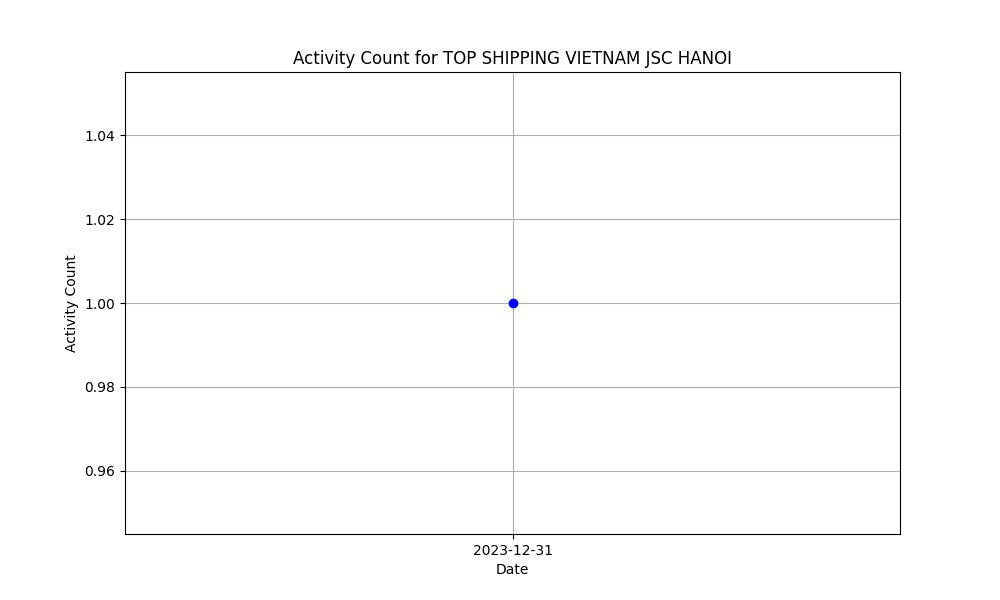 Activity Count for TOP SHIPPING VIETNAM JSC HANOI
1.04
1.02
1.00
0.98
0.96
Activity Count
2023-12-31
Date